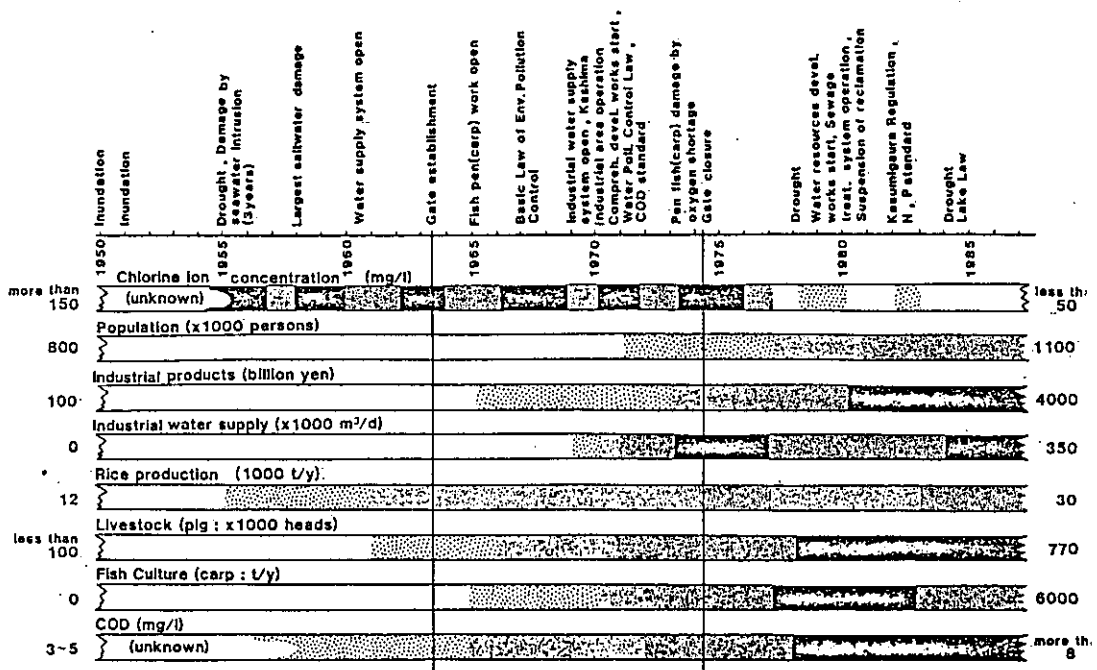 Inundation
Inundation
Drought, Damage by
seawater intrusion
(3years)
Largest saltwater damage
Water supply system open
Gate establishment
Fish pen(carp) work open
Basic Law of Env. Pollution
Control
Industrial water supply
system open, Kashima
industrial area operation
Compreh. devel. works start,
Water Poll. Control Law,
COD standard
Pen fish(carp) damage by
oxygen shortage
Gate closure
Drought
Water resources devel.
works start, Sewage
treat. system operation,
Suspension of reclamation
Kasumigaura Regulation,
N, P standard
Drought
Lake Law
1950
1955
1960
1965
1970
1975
1980
1985
Chlorine ion concentration (mg/l)
more than
150
(unknown)
less th
50
Population (x1000 persons)
800
1100
Industrial products (billion yen)
100
4000
Industrial water supply (x1000 m³/d)
0
350
Rice production (1000 t/y)
12
30
Livestock (pig : x1000 heads)
less than
100
770
Fish Culture (carp : t/y)
0
6000
COD (mg/l)
3~5
(unknown)
more th
8